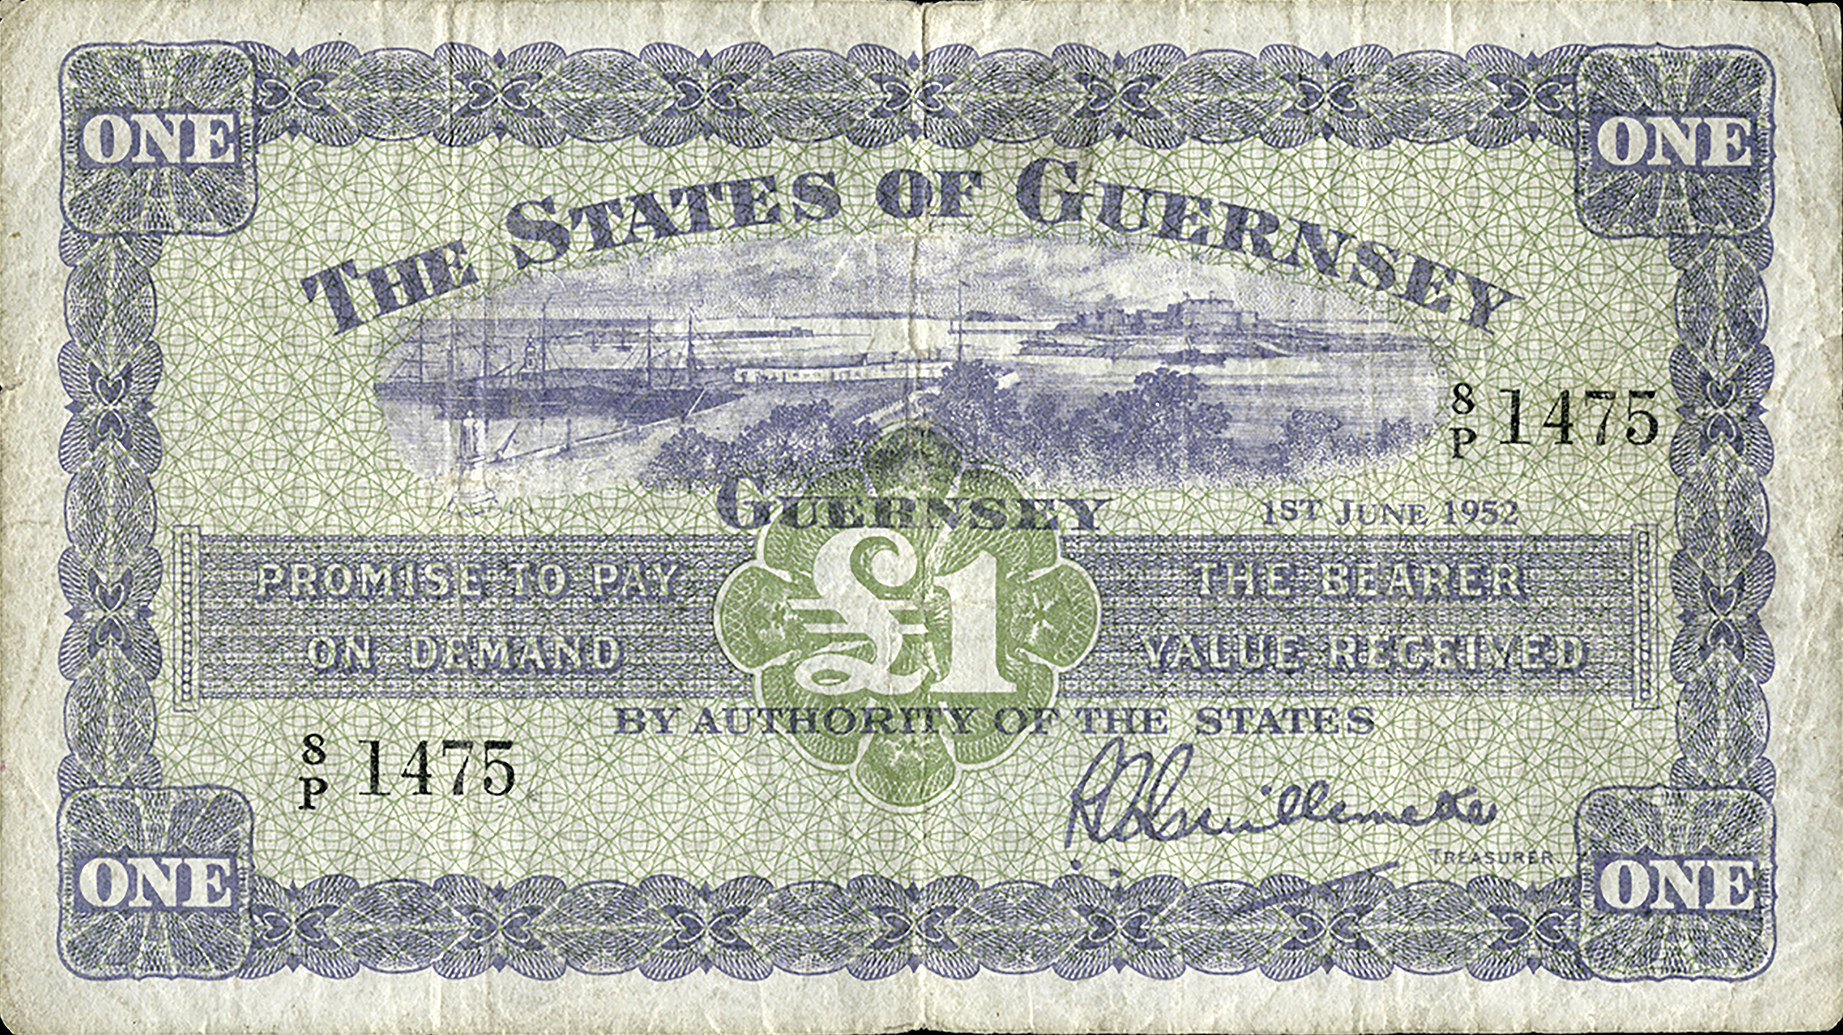 ONE ONE
THE STATES OF GUERNSEY
8/P 1475
GUERNSEY 1ST JUNE 1952
PROMISE TO PAY £1 THE BEARER
ON DEMAND VALUE RECEIVED
BY AUTHORITY OF THE STATES
8/P 1475
TREASURER.
ONE ONE